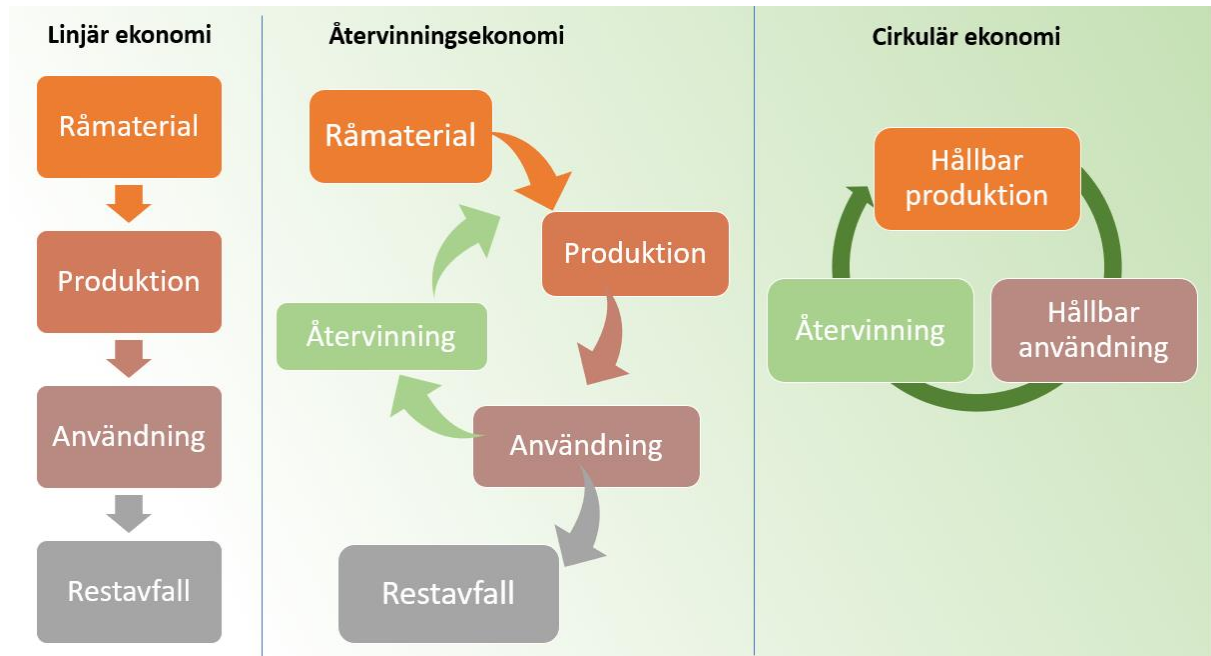 Linjär ekonomi
Råmaterial
Produktion
Användning
Restavfall
Återvinningsekonomi
Råmaterial
Produktion
Återvinning
Användning
Restavfall
Cirkulär ekonomi
Hållbar
produktion
Återvinning
Hållbar
användning